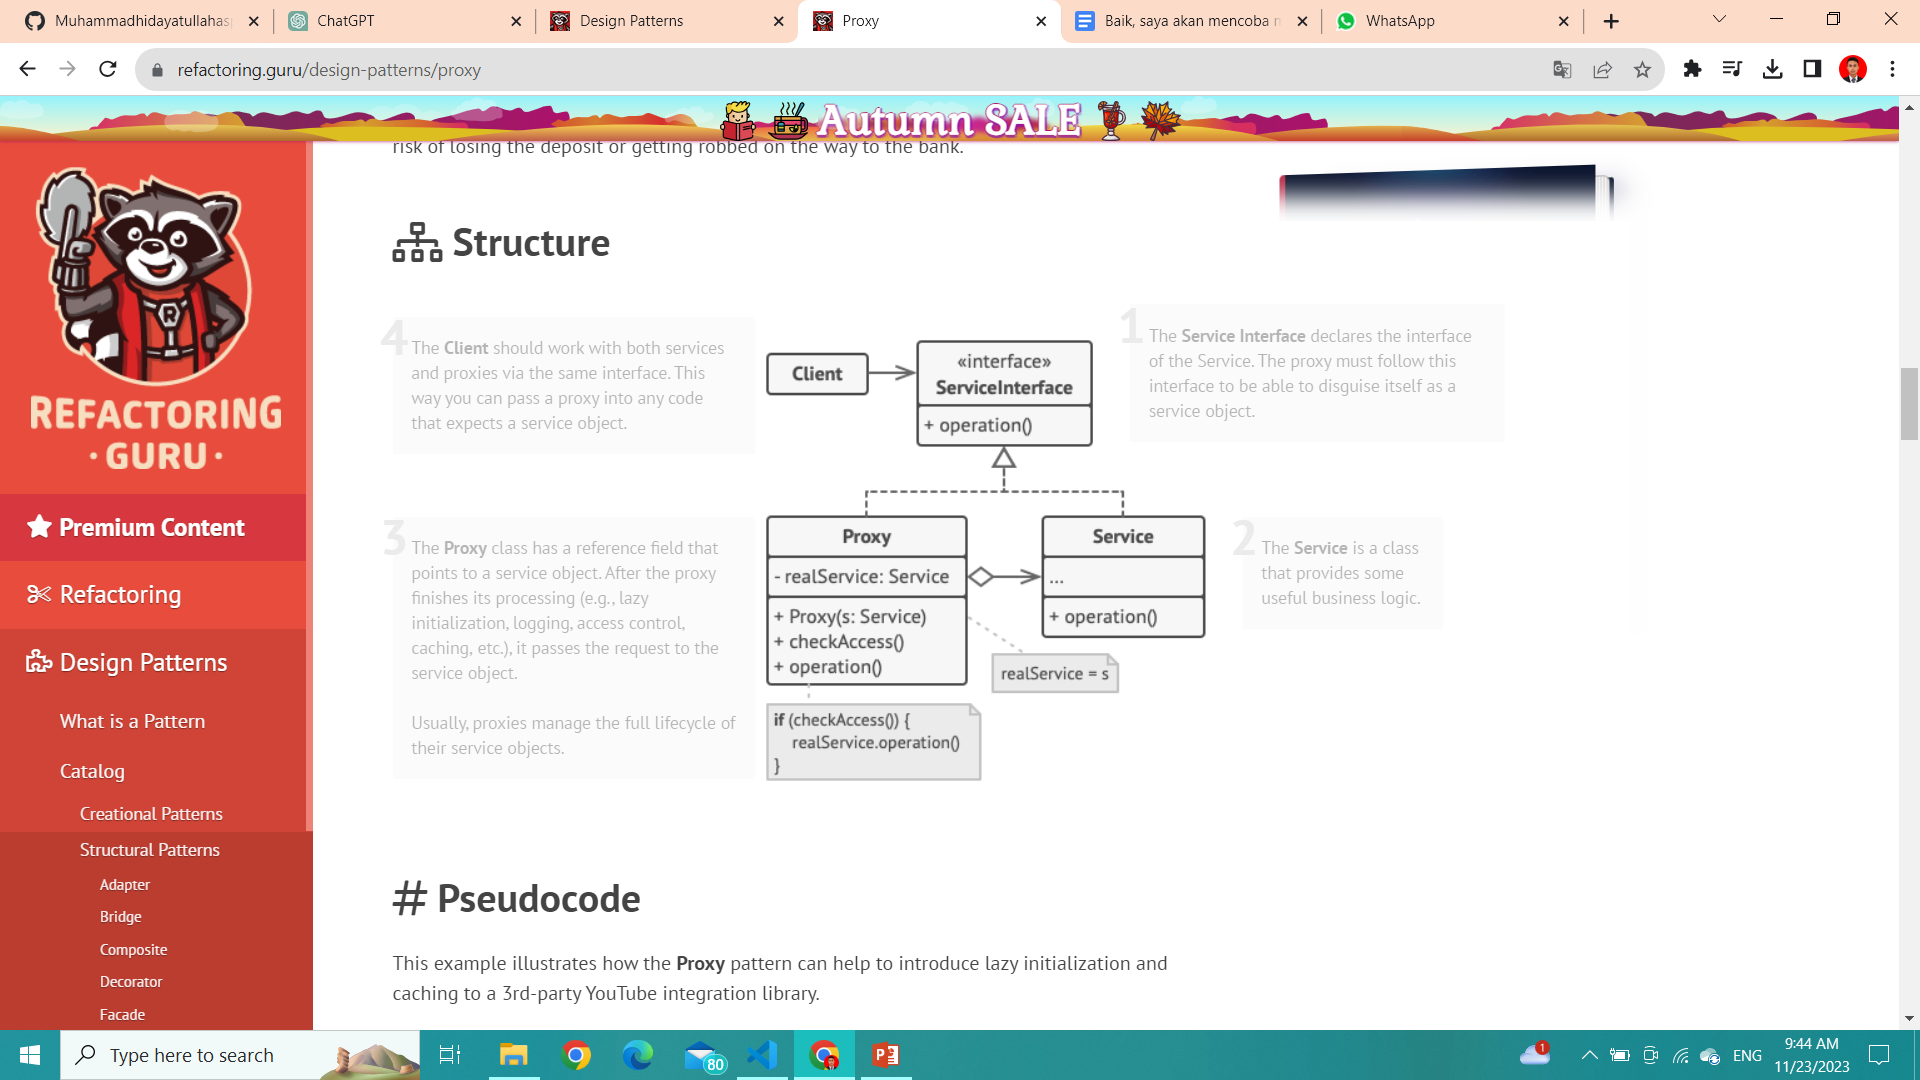 Muhammadhidayatullahas
ChatGPT
Design Patterns
Proxy
Baik, saya akan mencoba
WhatsApp
refactoring.guru/design-patterns/proxy
Autumn SALE
risk of losing the deposit or getting robbed on the way to the bank.
R
REFACTORING
· GURU ·
Premium Content
Refactoring
Design Patterns
What is a Pattern
Catalog
Creational Patterns
Structural Patterns
Adapter
Bridge
Composite
Decorator
Facade
Structure
4
The Client should work with both services
and proxies via the same interface. This
way you can pass a proxy into any code
that expects a service object.
Client
«interface»
ServiceInterface
+ operation()
1
The Service Interface declares the interface
of the Service. The proxy must follow this
interface to be able to disguise itself as a
service object.
3
The Proxy class has a reference field that
points to a service object. After the proxy
finishes its processing (e.g., lazy
initialization, logging, access control,
caching, etc.), it passes the request to the
service object.
Usually, proxies manage the full lifecycle of
their service objects.
Proxy
- realService: Service
+ Proxy(s: Service)
+ checkAccess()
+ operation()
Service
...
+ operation()
realService = s
if (checkAccess()) {
realService.operation()
}
2
The Service is a class
that provides some
useful business logic.
# Pseudocode
This example illustrates how the Proxy pattern can help to introduce lazy initialization and
caching to a 3rd-party YouTube integration library.
Type here to search
80
1
ENG
9:44 AM
11/23/2023